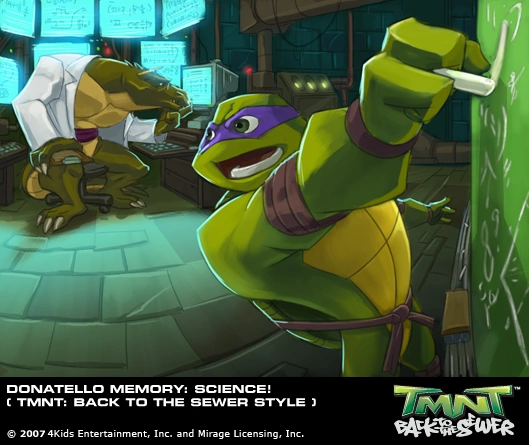 DONATELLO MEMORY: SCIENCE!
( TMNT: BACK TO THE SEWER STYLE )
© 2007 4Kids Entertainment, Inc. and Mirage Licensing, Inc.
TMNT™
BACK TO THE SEWER